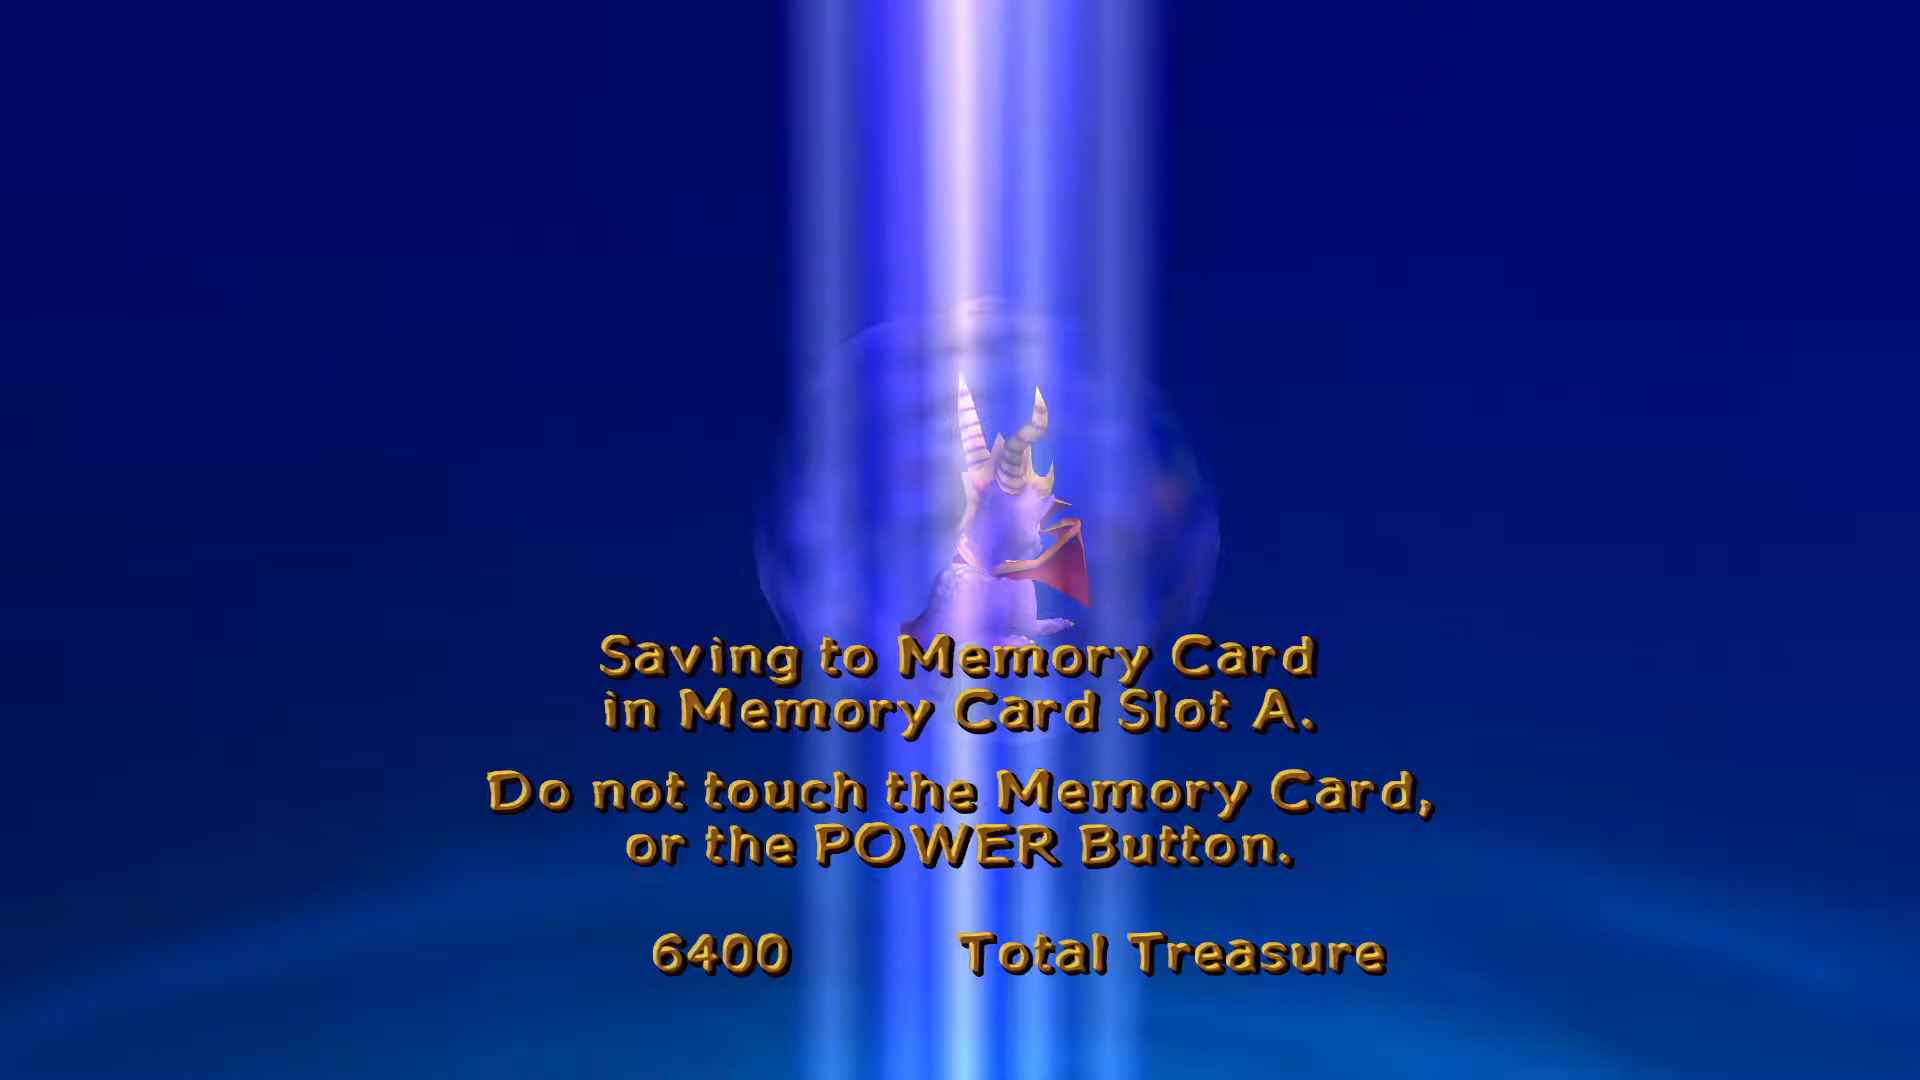 Saving to Memory Card
in Memory Card Slot A.
Do not touch the Memory Card,
or the POWER Button.
6400 Total Treasure